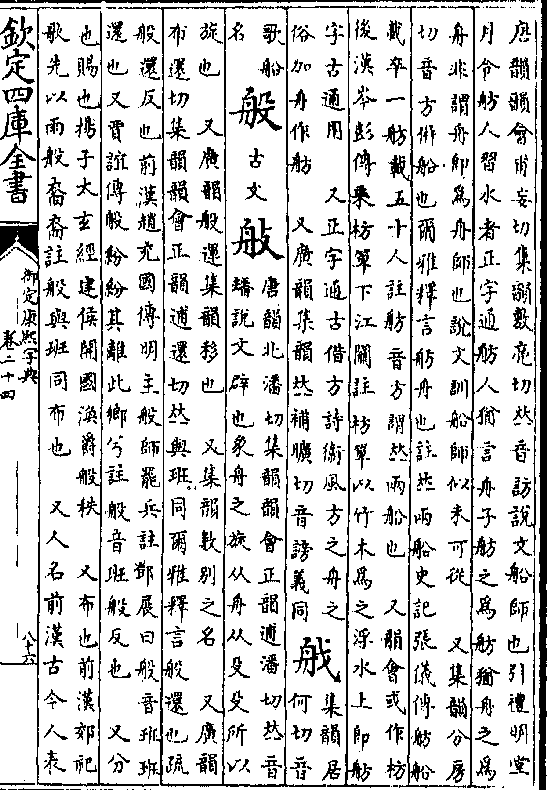 唐韻韻會甫妄切集韻敷亮切𠀤音訪說文船師也引禮明堂
月令舫人習水者正字通舫人猶言舟子舫之爲舫猶舟之爲
舟非謂舟卽爲舟師也說文訓船師似未可從 又集韻分房
切音方倂船也爾雅釋言舫舟也註𠀤兩船史記張儀傳舫船
載卒一舫載五十人註舫音方謂𠀤兩船也 又韻會或作枋
後漢岑彭傳乗枋箄下江關註枋箄以竹木爲之浮水上卽舫
字古通用 又正字通古借方詩衞風方之舟之
俗加舟作舫 又廣韻集韻𠀤補曠切音謗義同 䑨 集韻居何切音
歌船
名 般 古文 㪵 唐韻北潘切集韻韻會正韻逋潘切𠀤音
𤳖說文辟也象舟之旋从舟从殳殳所以
旋也 又廣韻般還集韻移也 又集韻數別之名 又廣韻
布還切集韻韻會正韻逋還切𠀤與班同爾雅釋言般還也疏
般還反也前漢趙充國傳明主般師罷兵註鄧展曰般音班班
還也又賈誼傳般紛紛其離此鄉兮註般音班般反也 又分
也賜也揚子太玄經建侯開國渙爵般秩 又布也前漢郊祀
歌先以雨般裔裔註般與班同布也 又人名前漢古今人表
欽定四庫全書
御定康熙字典
卷二十四
八十六